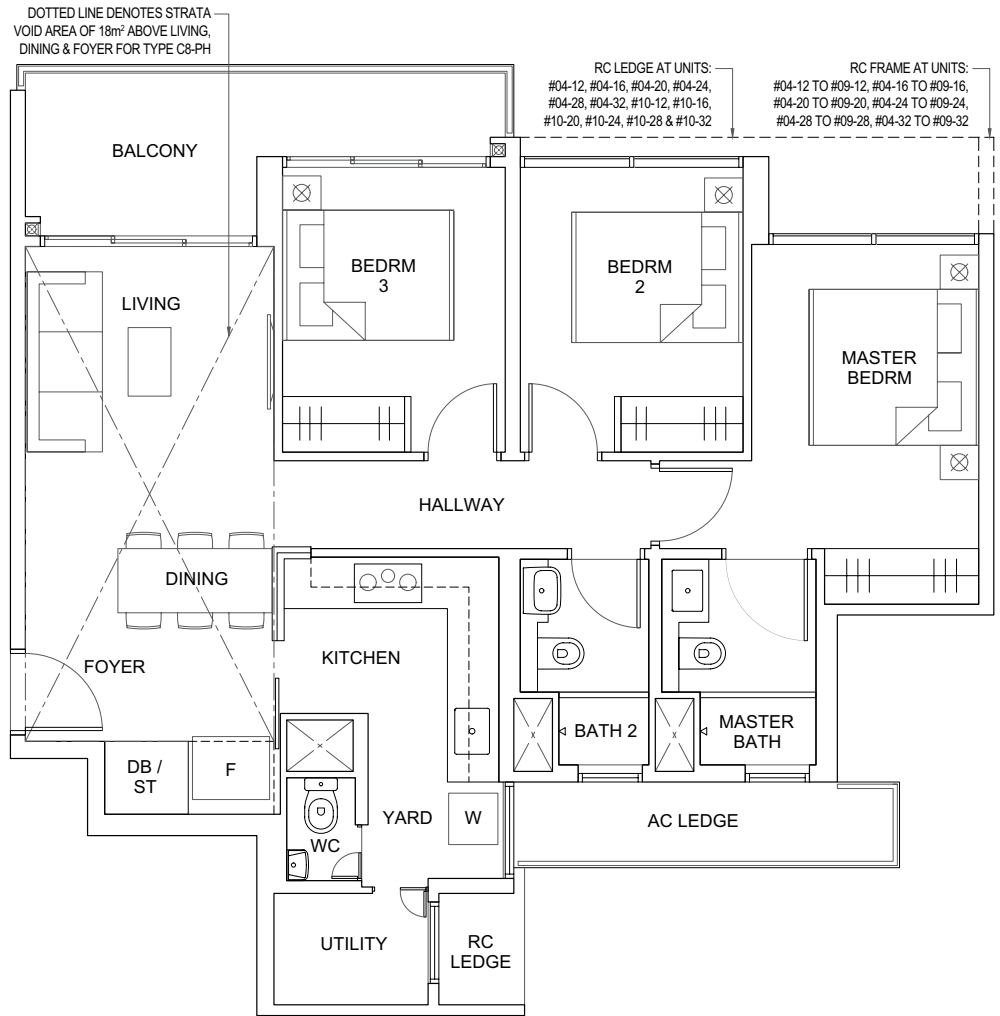 DOTTED LINE DENOTES STRATA
VOID AREA OF 18m² ABOVE LIVING,
DINING & FOYER FOR TYPE C8-PH
RC LEDGE AT UNITS:
#04-12, #04-16, #04-20, #04-24,
#04-28, #04-32, #10-12, #10-16,
#10-20, #10-24, #10-28 & #10-32
RC FRAME AT UNITS:
#04-12 TO #09-12, #04-16 TO #09-16,
#04-20 TO #09-20, #04-24 TO #09-24,
#04-28 TO #09-28, #04-32 TO #09-32
BALCONY
LIVING
BEDRM
3
BEDRM
2
MASTER
BEDRM
HALLWAY
DINING
FOYER
KITCHEN
BATH 2
MASTER
BATH
DB /
ST
F
YARD
W
WC
AC LEDGE
UTILITY
RC
LEDGE